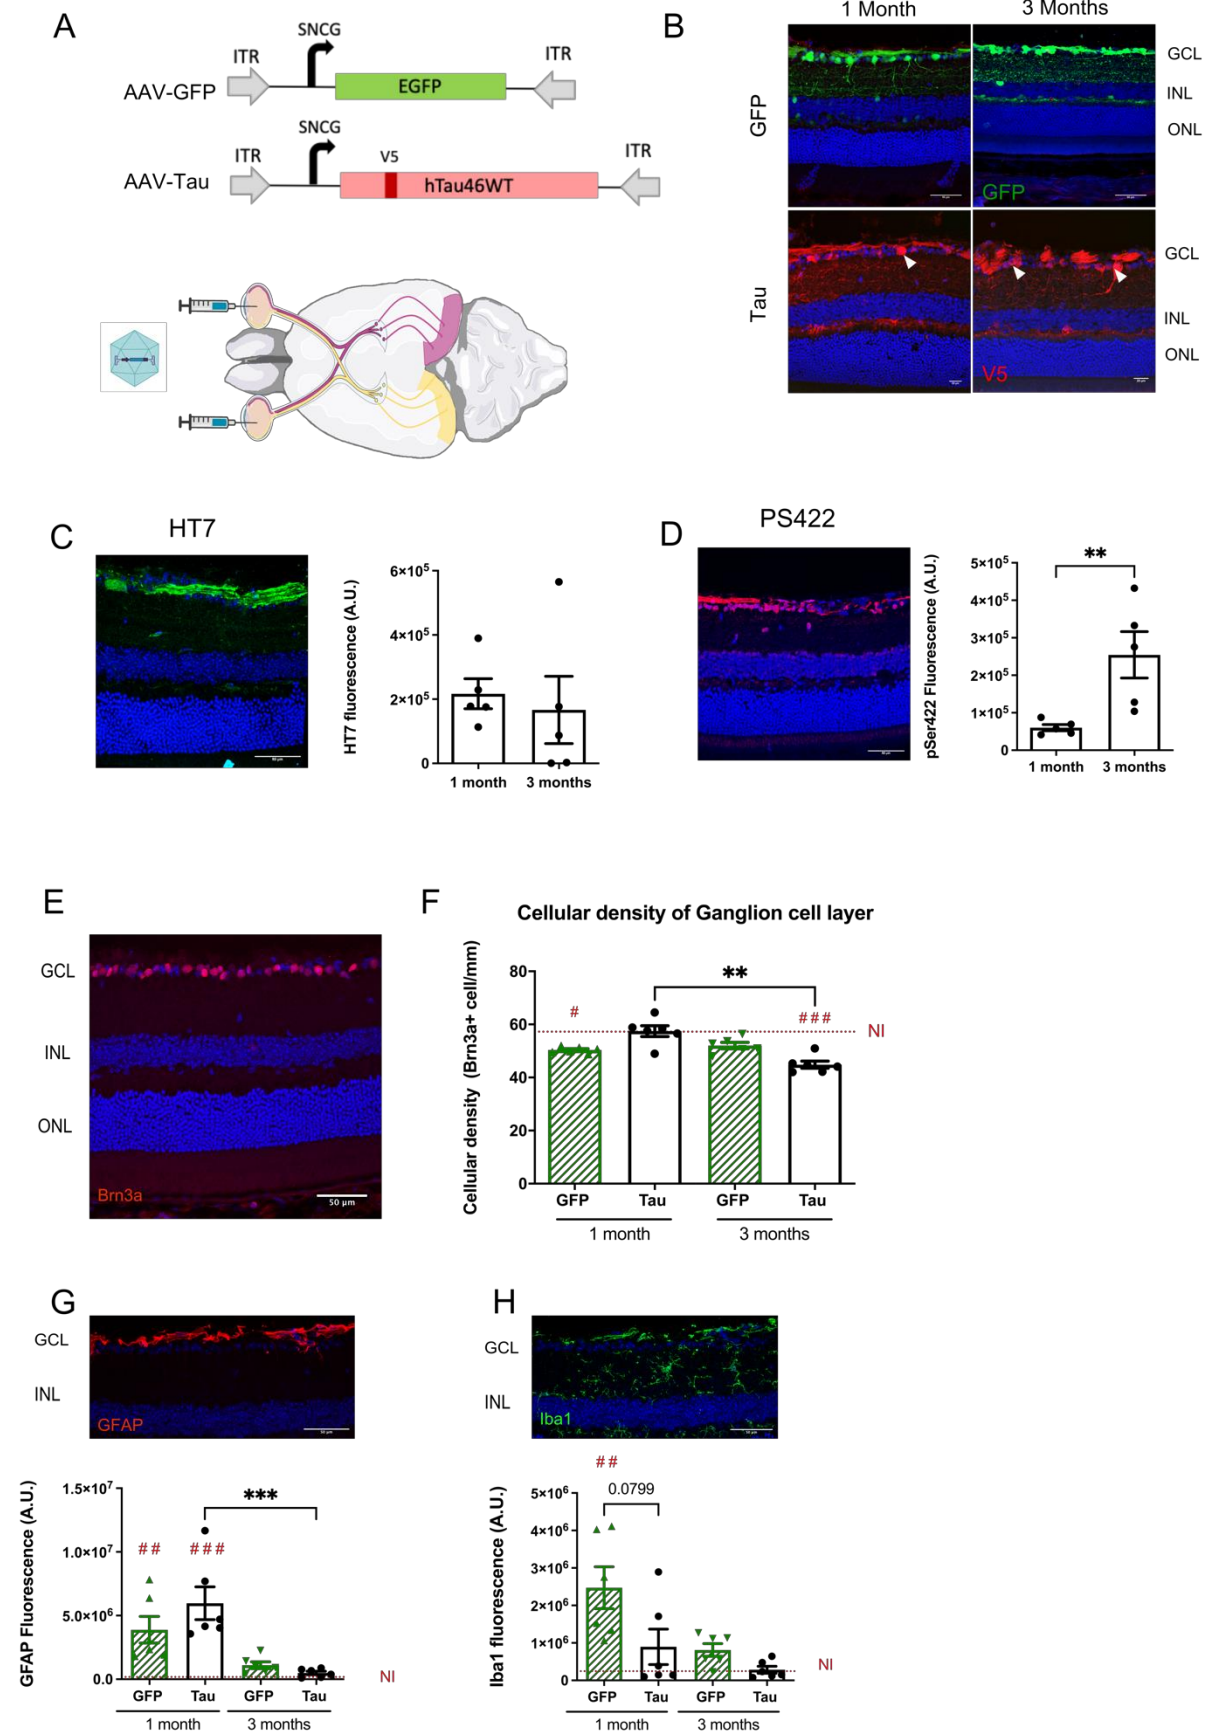 A
SNCG
ITR
ITR
AAV-GFP
EGFP
SNCG
ITR
V5
ITR
AAV-Tau
hTau46WT
B
1 Month
3 Months
GFP
GCL
INL
ONL
GFP
Tau
GCL
INL
ONL
V5
C
HT7
HT7 fluorescence (A.U.)
6×10⁵
4×10⁵
2×10⁵
0
1 month
3 months
D
PS422
pSer422 Fluorescence (A.U.)
**
5×10⁵
4×10⁵
3×10⁵
2×10⁵
1×10⁵
0
1 month
3 months
E
GCL
INL
ONL
Brn3a
50 µm
F
Cellular density of Ganglion cell layer
Cellular density (Brn3a+ cell/mm)
80
60
40
20
0
#
**
###
NI
GFP
Tau
GFP
Tau
1 month
3 months
G
GCL
INL
GFAP
GFAP Fluorescence (A.U.)
1.5×10⁷
1.0×10⁷
5.0×10⁶
0.0
##
###
***
NI
GFP
Tau
GFP
Tau
1 month
3 months
H
GCL
INL
Iba1
##
0.0799
Iba1 fluorescence (A.U.)
5×10⁶
4×10⁶
3×10⁶
2×10⁶
1×10⁶
0
NI
GFP
Tau
GFP
Tau
1 month
3 months